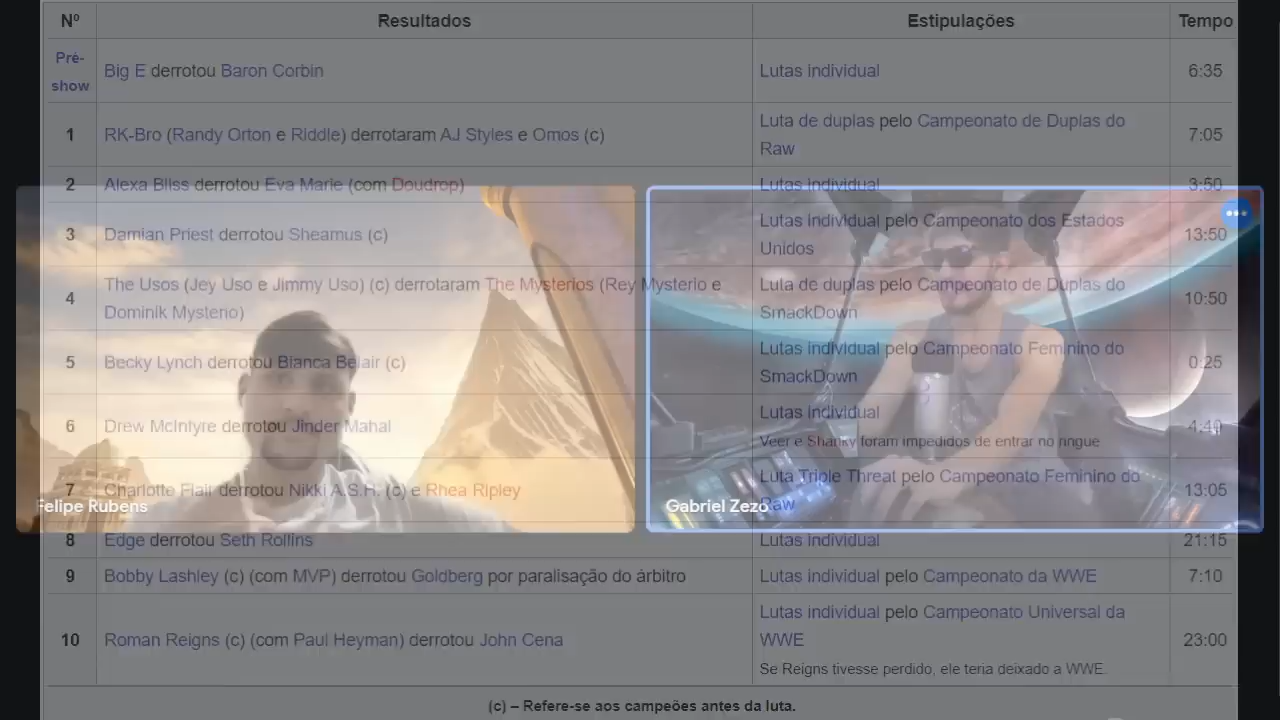 Nº Resultados Estipulações Tempo
Pré-show Big E derrotou Baron Corbin Lutas individual 6:35
1 RK-Bro (Randy Orton e Riddle) derrotaram AJ Styles e Omos (c) Luta de duplas pelo Campeonato de Duplas do Raw 7:05
2 Alexa Bliss derrotou Eva Marie (com Doudrop) Lutas individual 3:50
3 Damian Priest derrotou Sheamus (c) Lutas individual pelo Campeonato dos Estados Unidos 13:50
4 The Usos (Jey Uso e Jimmy Uso) (c) derrotaram The Mysterios (Rey Mysterio e Dominik Mysterio) Luta de duplas pelo Campeonato de Duplas do SmackDown 10:50
5 Becky Lynch derrotou Bianca Belair (c) Lutas individual pelo Campeonato Feminino do SmackDown 0:25
6 Drew McIntyre derrotou Jinder Mahal Lutas individual
Veer e Shanky foram impedidos de entrar no ringue 4:40
7 Charlotte Flair derrotou Nikki A.S.H. (c) e Rhea Ripley Luta Triple Threat pelo Campeonato Feminino do Raw 13:05
Felipe Rubens
Gabriel Zezo
8 Edge derrotou Seth Rollins Lutas individual 21:15
9 Bobby Lashley (c) (com MVP) derrotou Goldberg por paralisação do árbitro Lutas individual pelo Campeonato da WWE 7:10
10 Roman Reigns (c) (com Paul Heyman) derrotou John Cena Lutas individual pelo Campeonato Universal da WWE
Se Reigns tivesse perdido, ele teria deixado a WWE. 23:00
(c) – Refere-se aos campeões antes da luta.